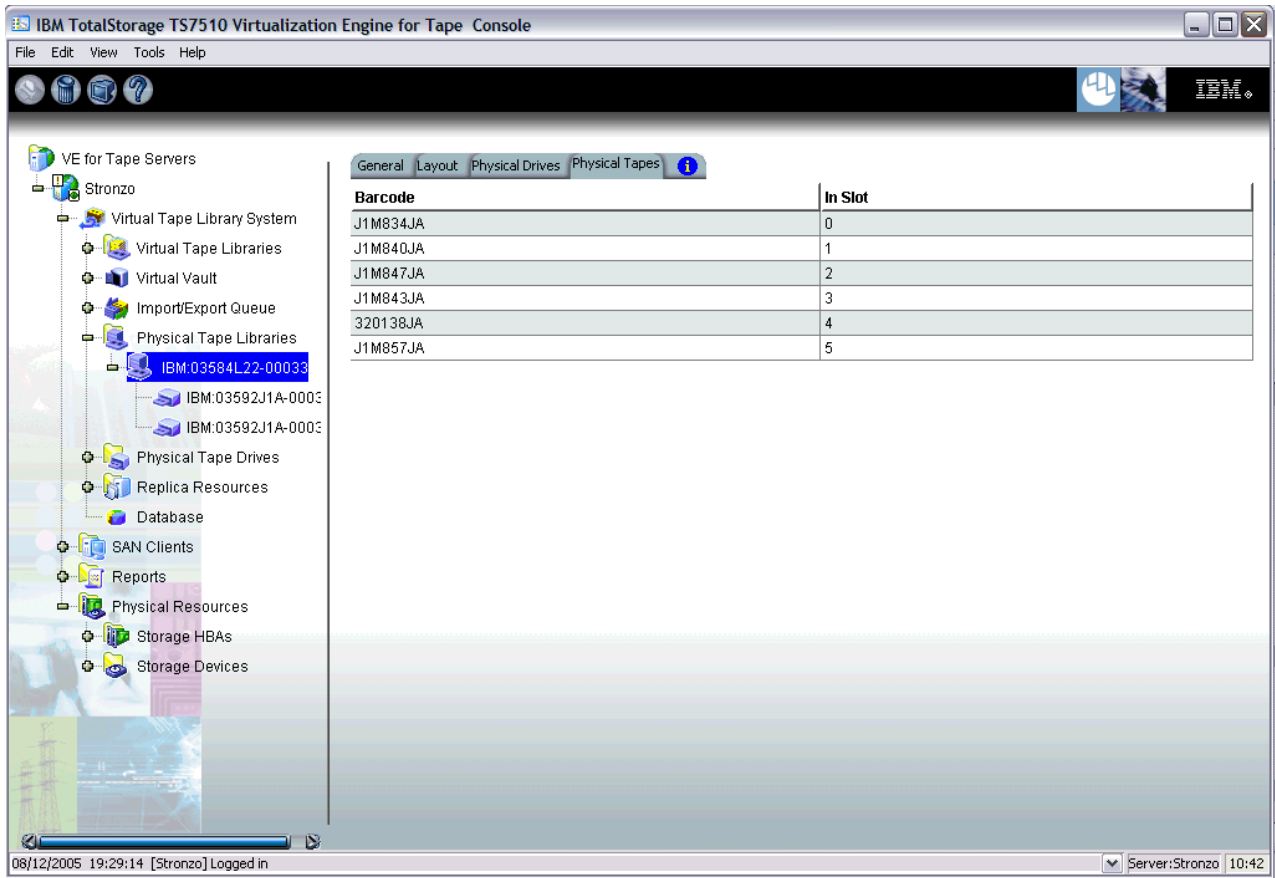 IBM TotalStorage TS7510 Virtualization Engine for Tape Console
File Edit View Tools Help
IBM
VE for Tape Servers
Stronzo
Virtual Tape Library System
Virtual Tape Libraries
Virtual Vault
Import/Export Queue
Physical Tape Libraries
IBM:03584L22-00033
IBM:03592J1A-0003
IBM:03592J1A-0003
Physical Tape Drives
Replica Resources
Database
SAN Clients
Reports
Physical Resources
Storage HBAs
Storage Devices
General Layout Physical Drives Physical Tapes
Barcode In Slot
J1M834JA 0
J1M840JA 1
J1M847JA 2
J1M843JA 3
320138JA 4
J1M857JA 5
08/12/2005 19:29:14 [Stronzo] Logged in
Server:Stronzo 10:42